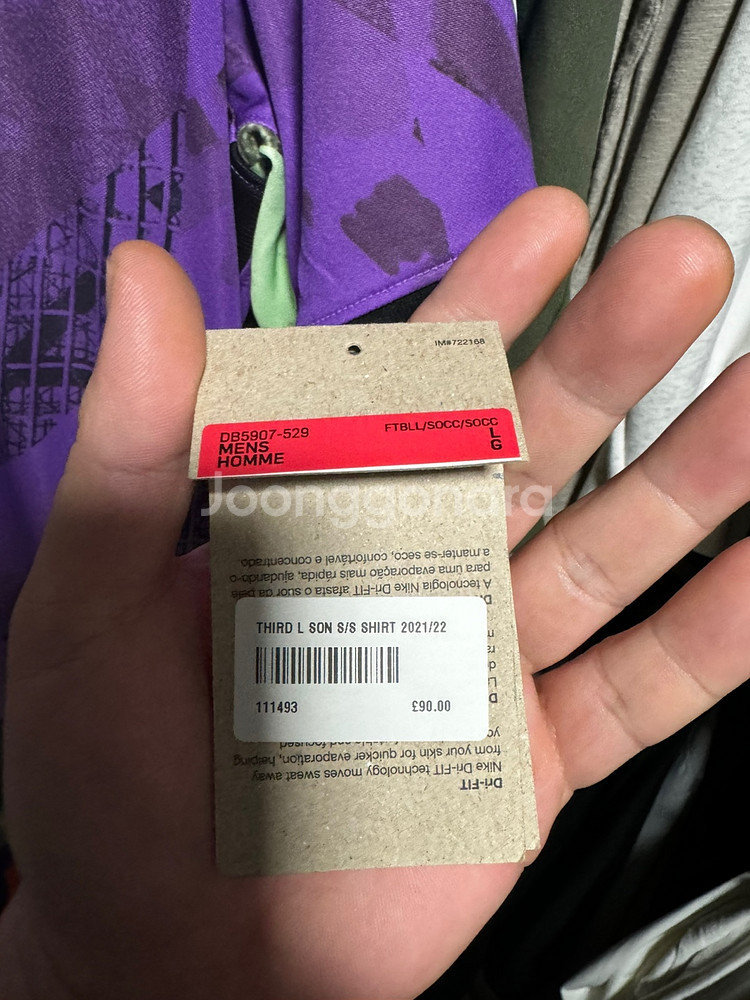 IM#722168
DB5907-529
FTBLL/SOCC/SOCC
MENS
L
HOMME
G
Joonggonara
a manter-se seco, confortável e concentrado.
para uma evaporação mais rápida, ajudando-o
A tecnologia Nike Dri-FIT afasta o suor da pele
THIRD L SON S/S SHIRT 2021/22
111493
£90.00
from your skin for quicker evaporation, helping
Nike Dri-FIT technology moves sweat away
Dri-FIT